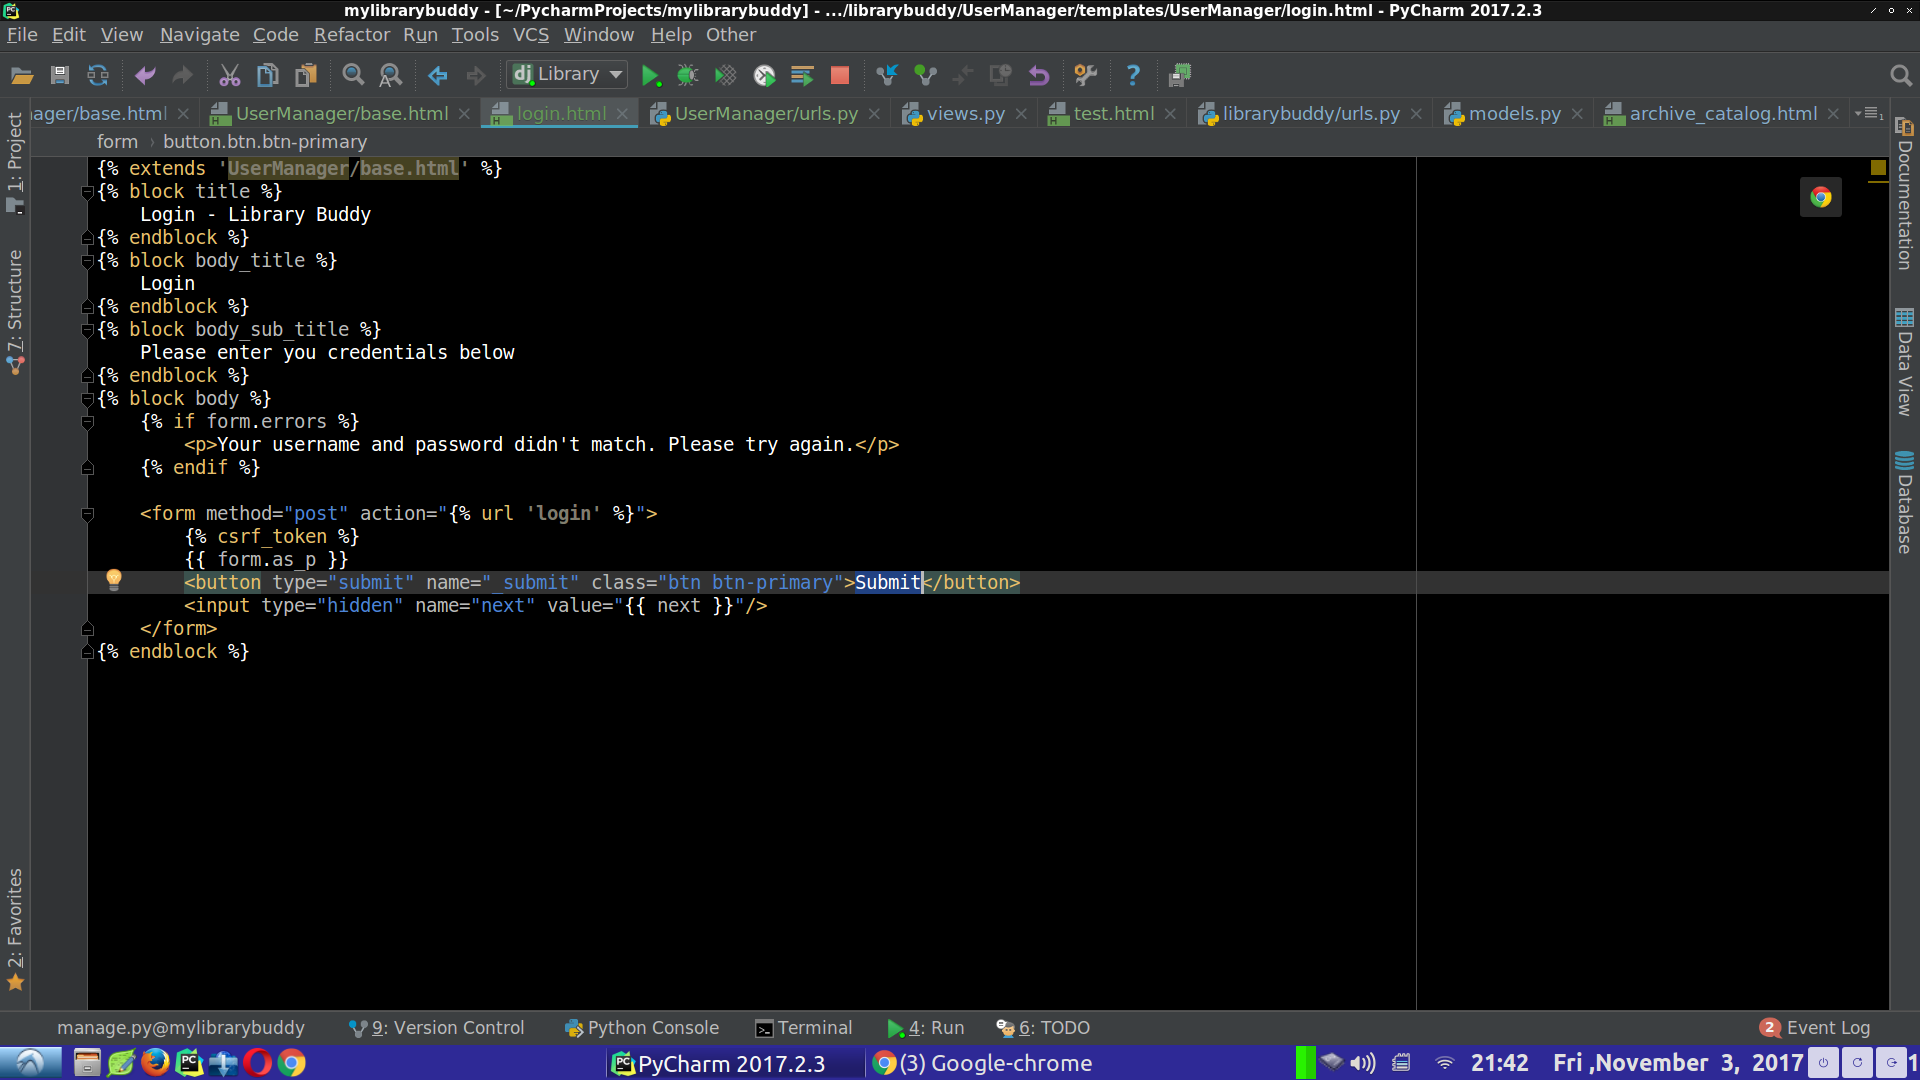 mylibrarybuddy - [~/PycharmProjects/mylibrarybuddy] - .../librarybuddy/UserManager/templates/UserManager/login.html - PyCharm 2017.2.3
File Edit View Navigate Code Refactor Run Tools VCS Window Help Other
dj Library
ager/base.html UserManager/base.html login.html UserManager/urls.py views.py test.html librarybuddy/urls.py models.py archive_catalog.html
form button.btn.btn-primary
1: Project
7: Structure
2: Favorites
{% extends 'UserManager/base.html' %}
{% block title %}
Login - Library Buddy
{% endblock %}
{% block body_title %}
Login
{% endblock %}
{% block body_sub_title %}
Please enter you credentials below
{% endblock %}
{% block body %}
{% if form.errors %}
<p>Your username and password didn't match. Please try again.</p>
{% endif %}
<form method="post" action="{% url 'login' %}">
{% csrf_token %}
{{ form.as_p }}
<button type="submit" name="_submit" class="btn btn-primary">Submit</button>
<input type="hidden" name="next" value="{{ next }}"/>
</form>
{% endblock %}
Documentation
Data View
Database
manage.py@mylibrarybuddy 9: Version Control Python Console Terminal 4: Run 6: TODO 2 Event Log
PyCharm 2017.2.3 (3) Google-chrome 21:42 Fri ,November 3, 2017 1